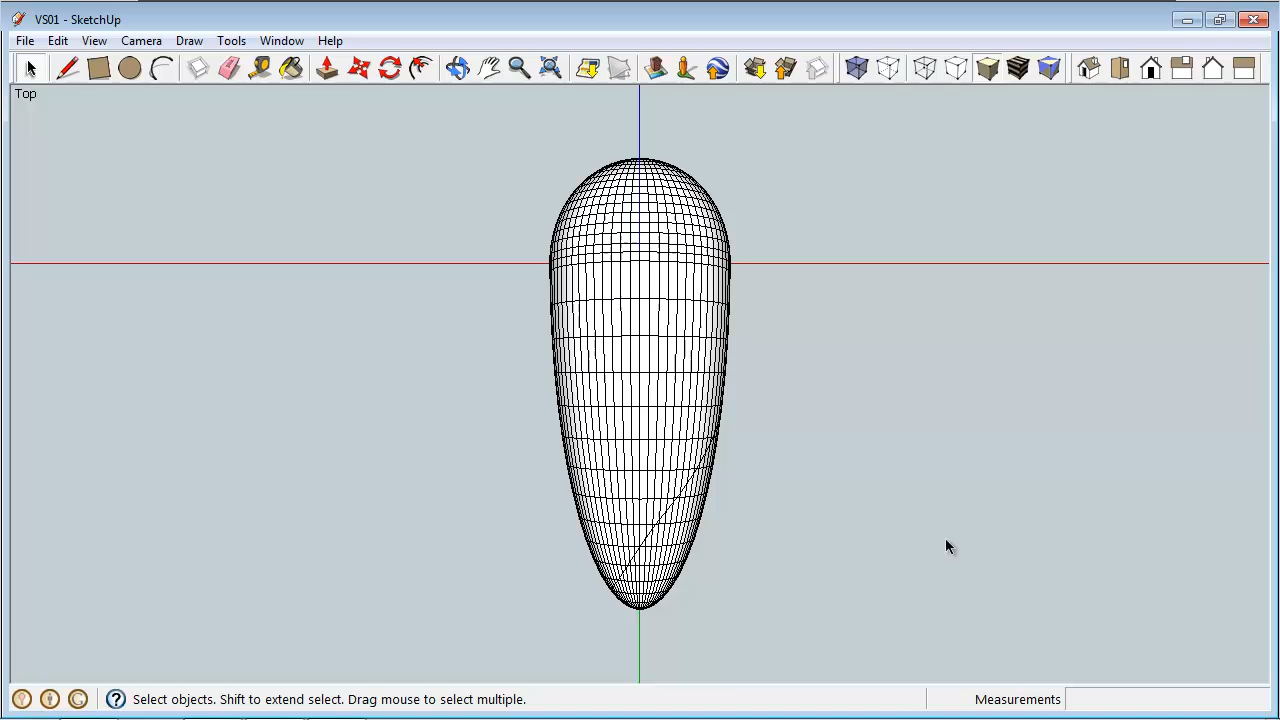 VS01 - SketchUp
File Edit View Camera Draw Tools Window Help
Top
Select objects. Shift to extend select. Drag mouse to select multiple.
Measurements